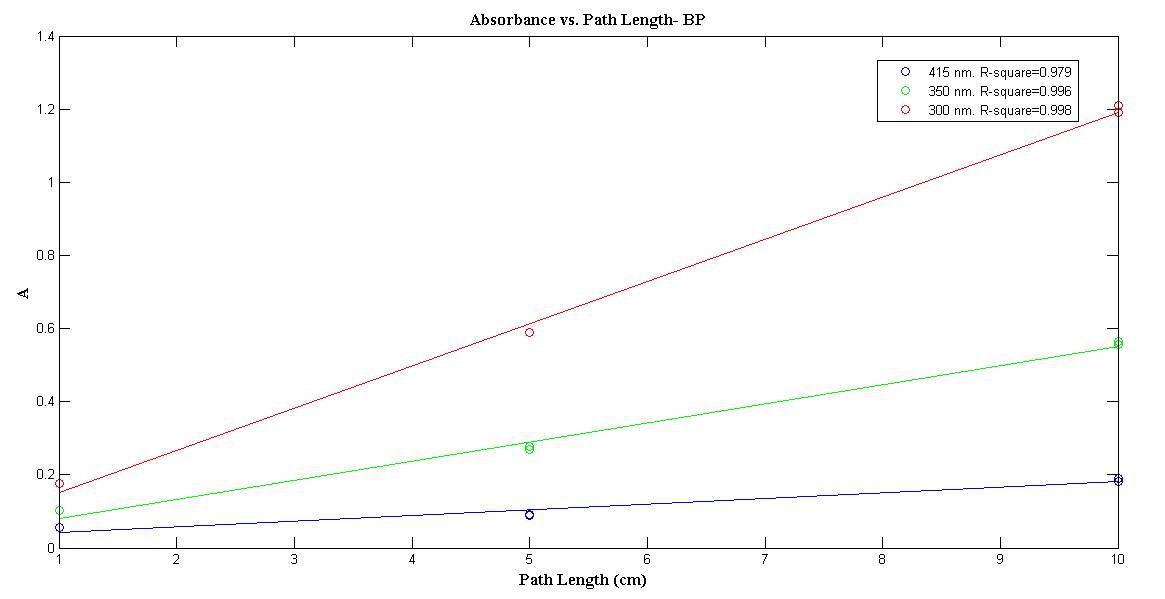 Absorbance vs. Path Length- BP
1.4
415 nm. R-square=0.979
350 nm. R-square=0.996
300 nm. R-square=0.998
1.2
1
0.8
A
0.6
0.4
0.2
0
1 2 3 4 5 6 7 8 9 10
Path Length (cm)